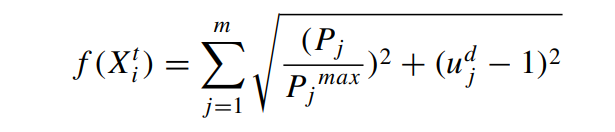 f(X_i^t) = \sum_{j=1}^{m} \sqrt{(\frac{P_j}{P_j^{max}})^2 + (u_j^d - 1)^2}